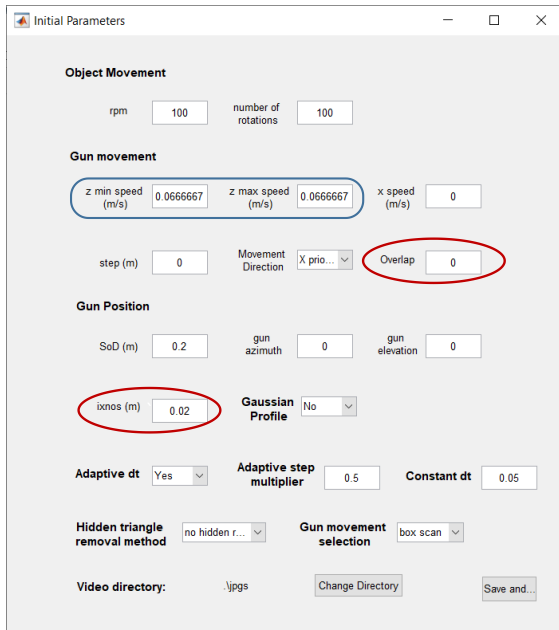 Initial Parameters
Object Movement
rpm 100 number of rotations 100
Gun movement
z min speed (m/s) 0.0666667 z max speed (m/s) 0.0666667 x speed (m/s) 0
step (m) 0 Movement Direction X prio... Overlap 0
Gun Position
SoD (m) 0.2 gun azimuth 0 gun elevation 0
ixnos (m) 0.02 Gaussian Profile No
Adaptive dt Yes Adaptive step multiplier 0.5 Constant dt 0.05
Hidden triangle removal method no hidden r... Gun movement selection box scan
Video directory: .\jpgs Change Directory Save and...